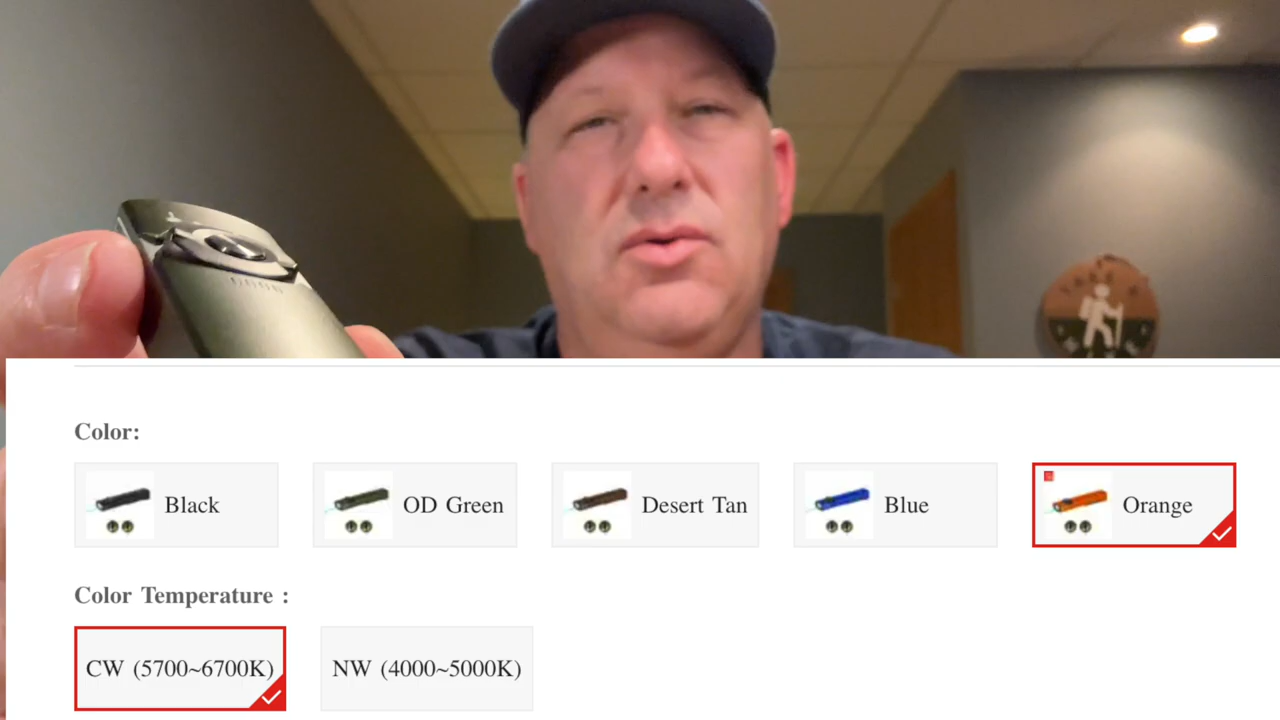 Color:
Black
OD Green
Desert Tan
Blue
Orange
Color Temperature :
CW (5700~6700K)
NW (4000~5000K)